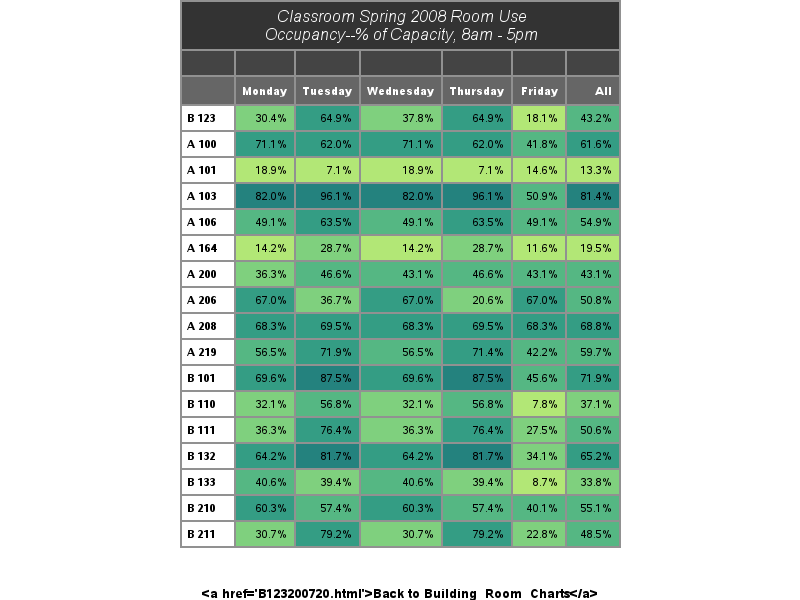 Classroom Spring 2008 Room Use
Occupancy--% of Capacity, 8am - 5pm
Monday Tuesday Wednesday Thursday Friday All
B 123 30.4% 64.9% 37.8% 64.9% 18.1% 43.2%
A 100 71.1% 62.0% 71.1% 62.0% 41.8% 61.6%
A 101 18.9% 7.1% 18.9% 7.1% 14.6% 13.3%
A 103 82.0% 96.1% 82.0% 96.1% 50.9% 81.4%
A 106 49.1% 63.5% 49.1% 63.5% 49.1% 54.9%
A 164 14.2% 28.7% 14.2% 28.7% 11.6% 19.5%
A 200 36.3% 46.6% 43.1% 46.6% 43.1% 43.1%
A 206 67.0% 36.7% 67.0% 20.6% 67.0% 50.8%
A 208 68.3% 69.5% 68.3% 69.5% 68.3% 68.8%
A 219 56.5% 71.9% 56.5% 71.4% 42.2% 59.7%
B 101 69.6% 87.5% 69.6% 87.5% 45.6% 71.9%
B 110 32.1% 56.8% 32.1% 56.8% 7.8% 37.1%
B 111 36.3% 76.4% 36.3% 76.4% 27.5% 50.6%
B 132 64.2% 81.7% 64.2% 81.7% 34.1% 65.2%
B 133 40.6% 39.4% 40.6% 39.4% 8.7% 33.8%
B 210 60.3% 57.4% 60.3% 57.4% 40.1% 55.1%
B 211 30.7% 79.2% 30.7% 79.2% 22.8% 48.5%
<a href='B123200720.html'>Back to Building_Room_Charts</a>